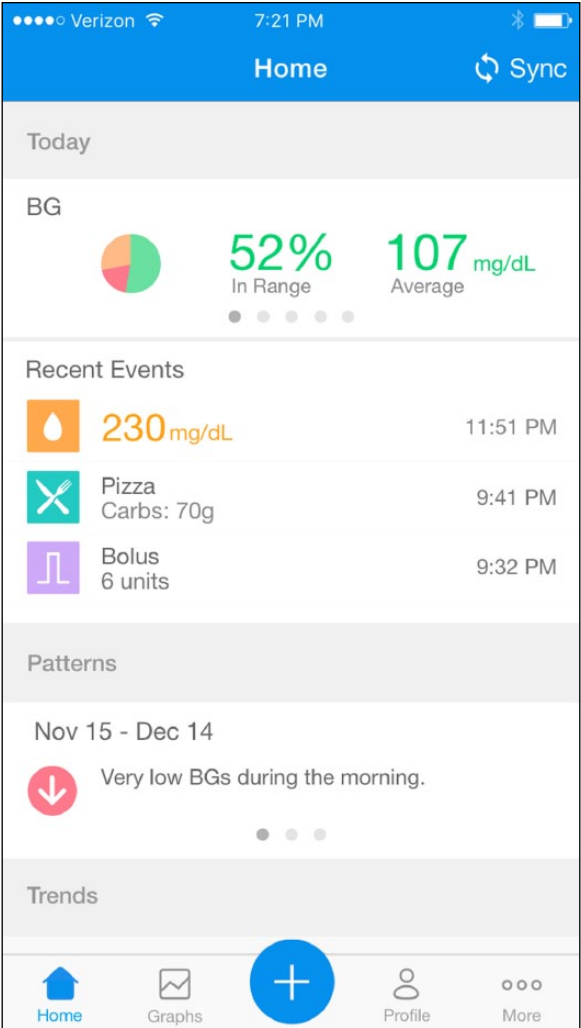 Verizon 7:21 PM
Home Sync
Today
BG
52% 107 mg/dL
In Range Average
Recent Events
230 mg/dL 11:51 PM
Pizza
Carbs: 70g 9:41 PM
Bolus
6 units 9:32 PM
Patterns
Nov 15 - Dec 14
Very low BGs during the morning.
Trends
Home Graphs Profile More